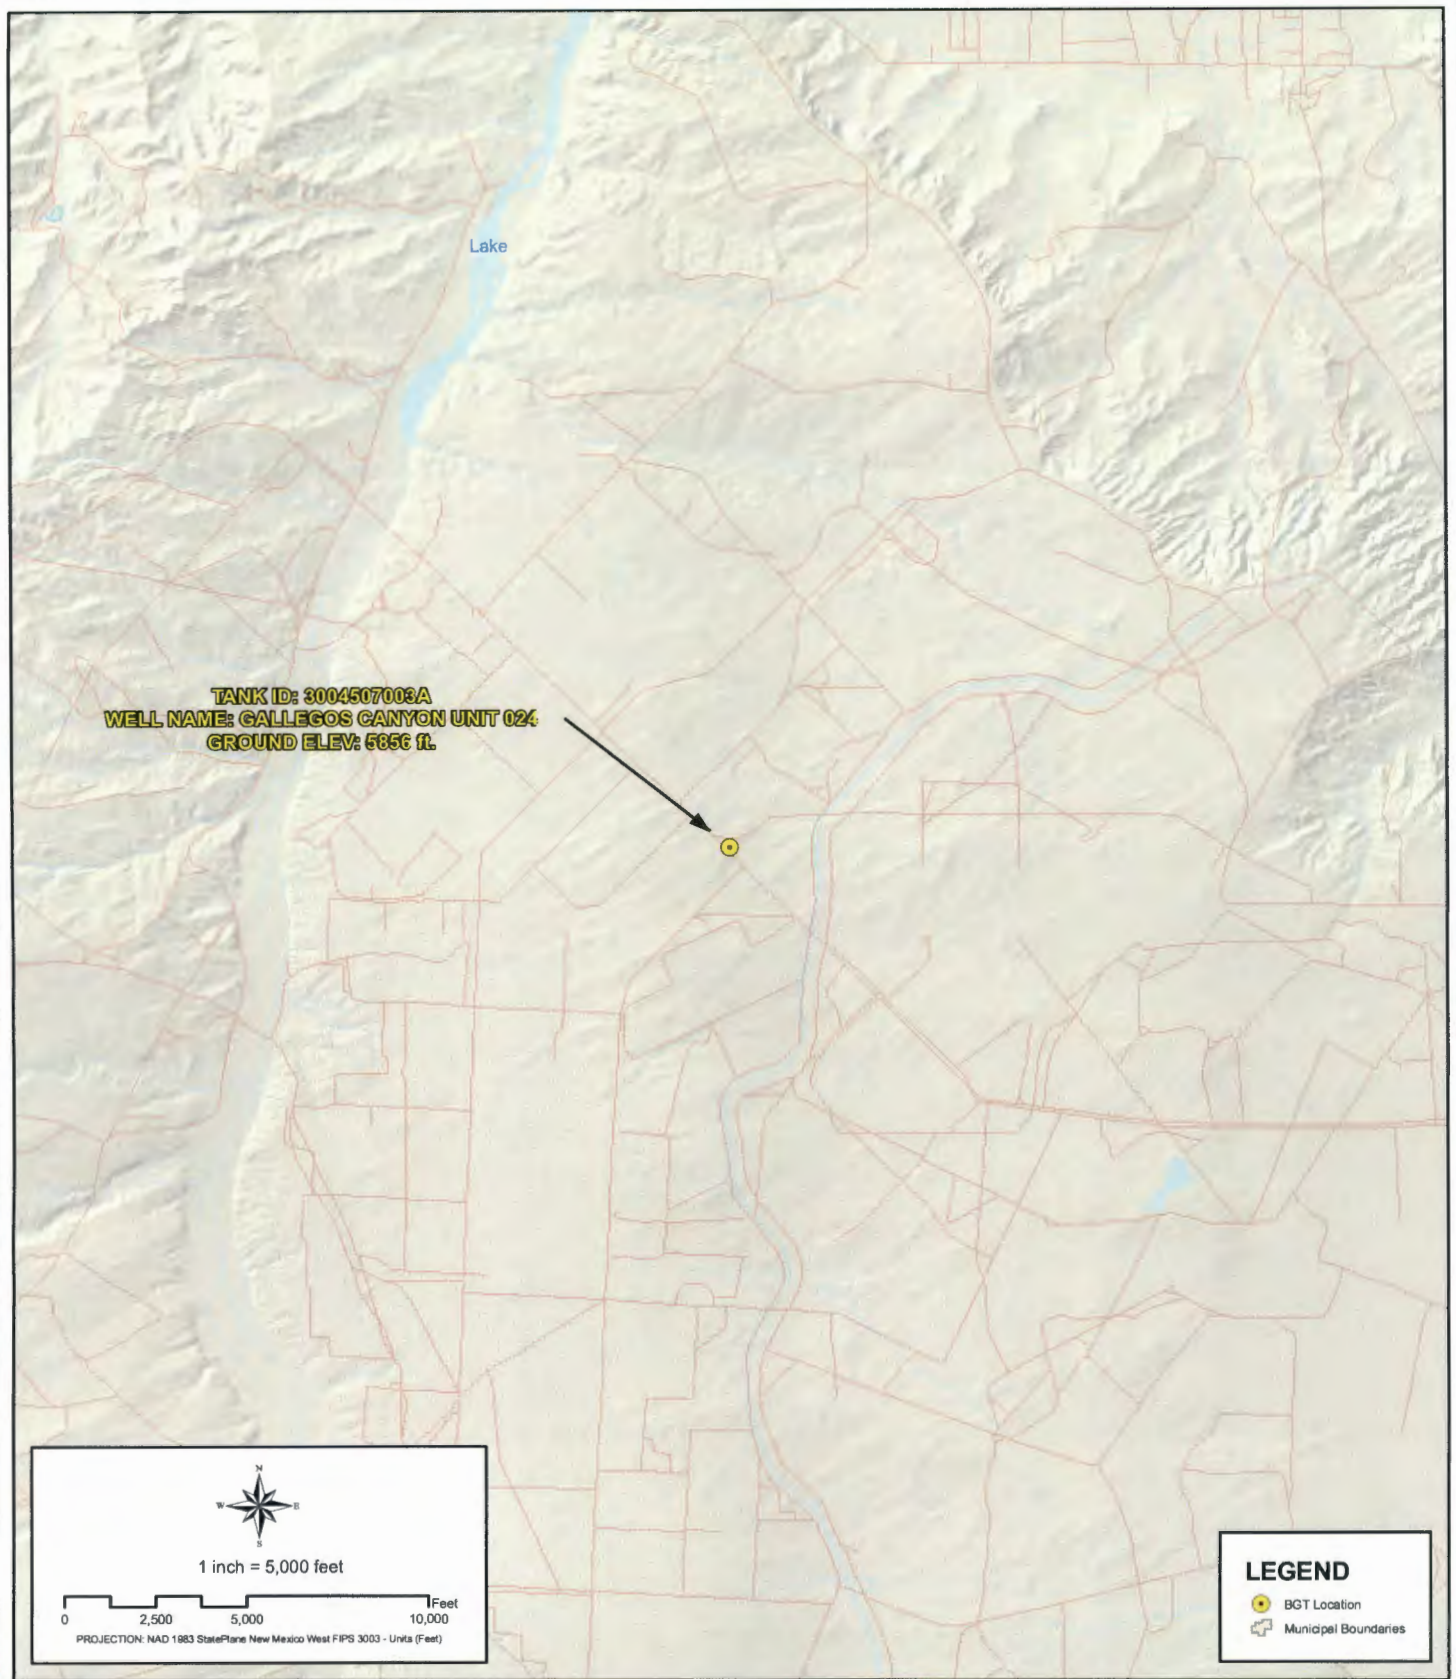 Lake
TANK ID: 3004507003A
WELL NAME: GALLEGOS CANYON UNIT 024
GROUND ELEV: 5856 ft.
N
W E
S
1 inch = 5,000 feet
Feet
0 2,500 5,000 10,000
PROJECTION: NAD 1983 StatePlane New Mexico West FIPS 3003 - Units (Feet)
LEGEND
BGT Location
Municipal Boundaries